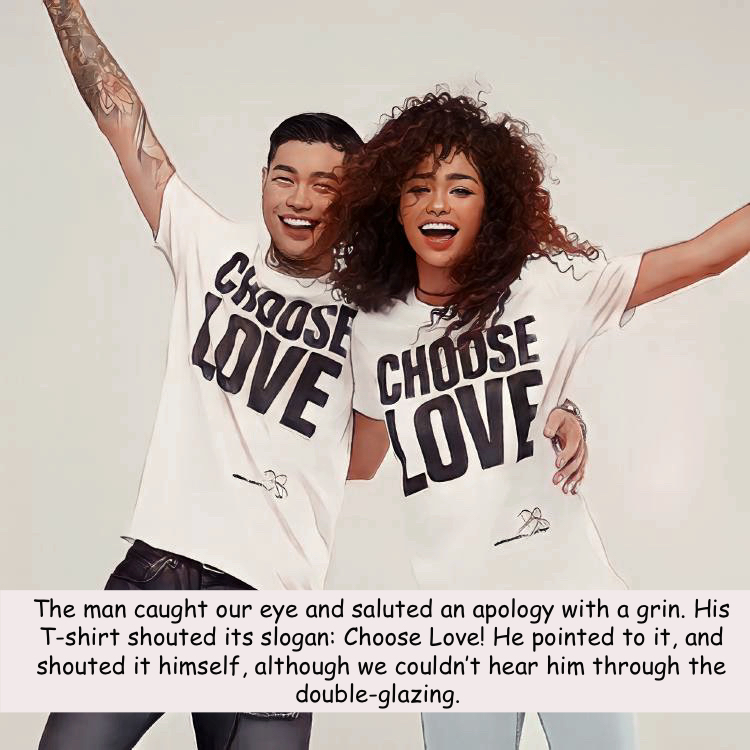 CHOOSE
LOVE
CHOOSE
LOVE
The man caught our eye and saluted an apology with a grin. His
T-shirt shouted its slogan: Choose Love! He pointed to it, and
shouted it himself, although we couldn't hear him through the
double-glazing.